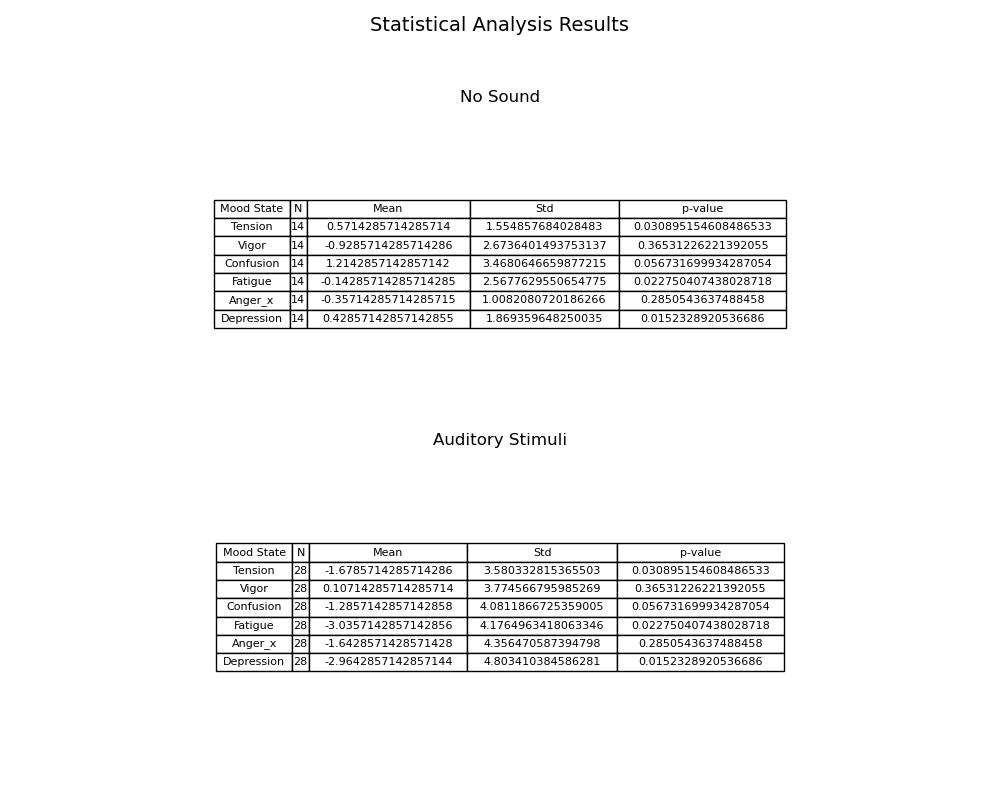 Statistical Analysis Results
No Sound
Mood State N Mean Std p-value
Tension 14 0.5714285714285714 1.554857684028483 0.030895154608486533
Vigor 14 -0.9285714285714286 2.6736401493753137 0.36531226221392055
Confusion 14 1.2142857142857142 3.4680646659877215 0.056731699934287054
Fatigue 14 -0.14285714285714285 2.5677629550654775 0.022750407438028718
Anger_x 14 -0.35714285714285715 1.0082080720186266 0.2850543637488458
Depression 14 0.42857142857142855 1.869359648250035 0.0152328920536686
Auditory Stimuli
Mood State N Mean Std p-value
Tension 28 -1.6785714285714286 3.580332815365503 0.030895154608486533
Vigor 28 0.10714285714285714 3.774566795985269 0.36531226221392055
Confusion 28 -1.2857142857142858 4.0811866725359005 0.056731699934287054
Fatigue 28 -3.0357142857142856 4.1764963418063346 0.022750407438028718
Anger_x 28 -1.6428571428571428 4.356470587394798 0.2850543637488458
Depression 28 -2.9642857142857144 4.803410384586281 0.0152328920536686